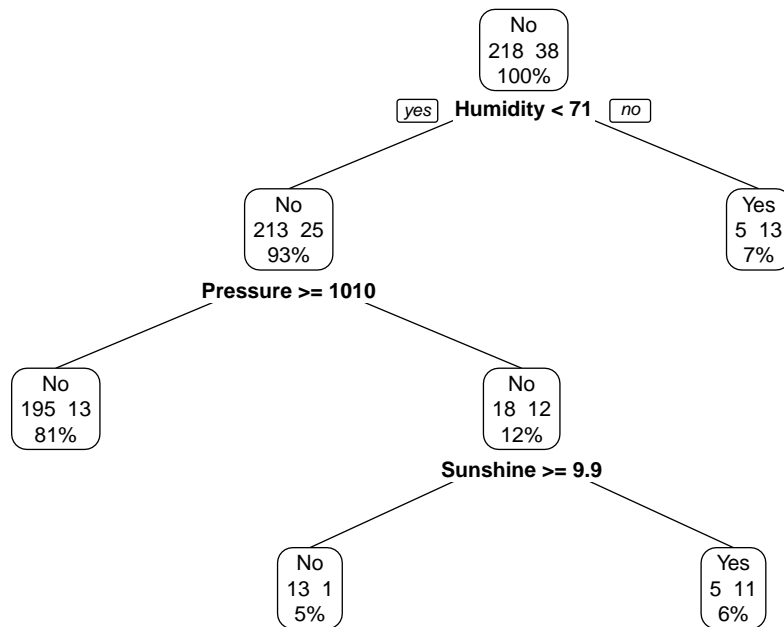 No
218 38
100%
yes Humidity < 71 no
No
213 25
93%
Yes
5 13
7%
Pressure >= 1010
No
195 13
81%
No
18 12
12%
Sunshine >= 9.9
No
13 1
5%
Yes
5 11
6%